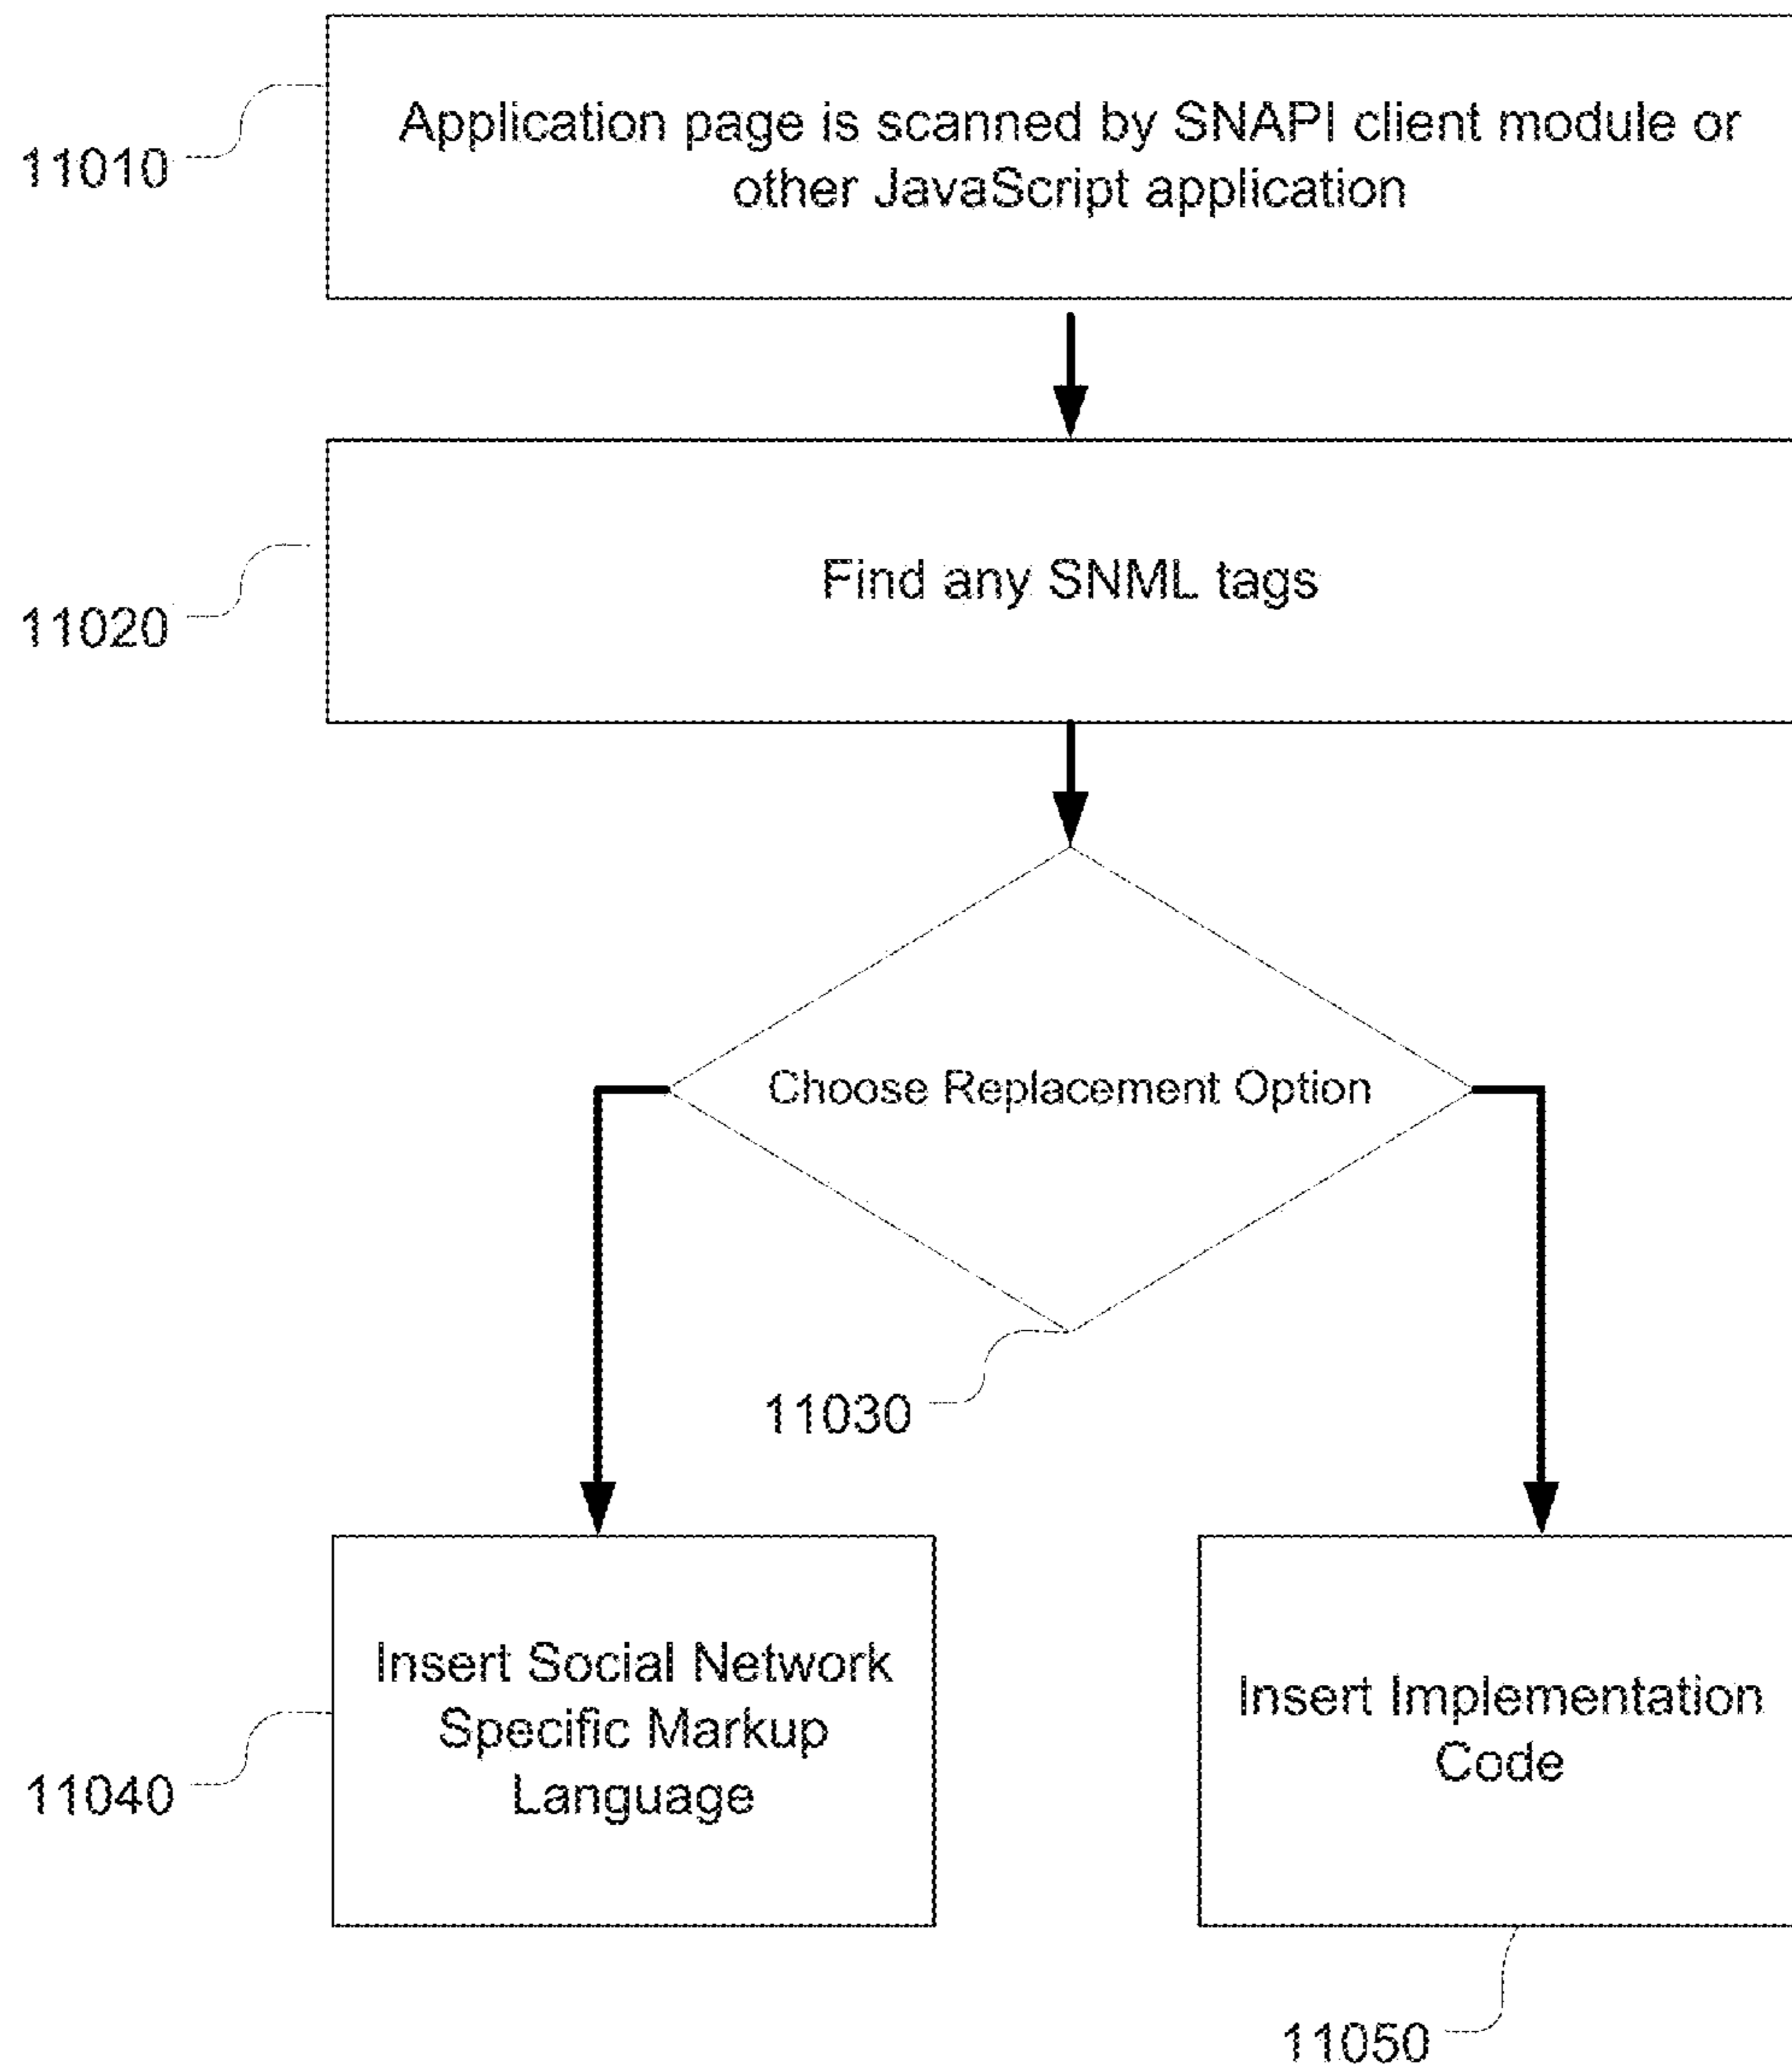 Application page is scanned by SNAPI client module or
other JavaScript application
11010
Find any SNML tags
11020
Choose Replacement Option
11030
Insert Social Network
Specific Markup
Language
11040
Insert Implementation
Code
11050